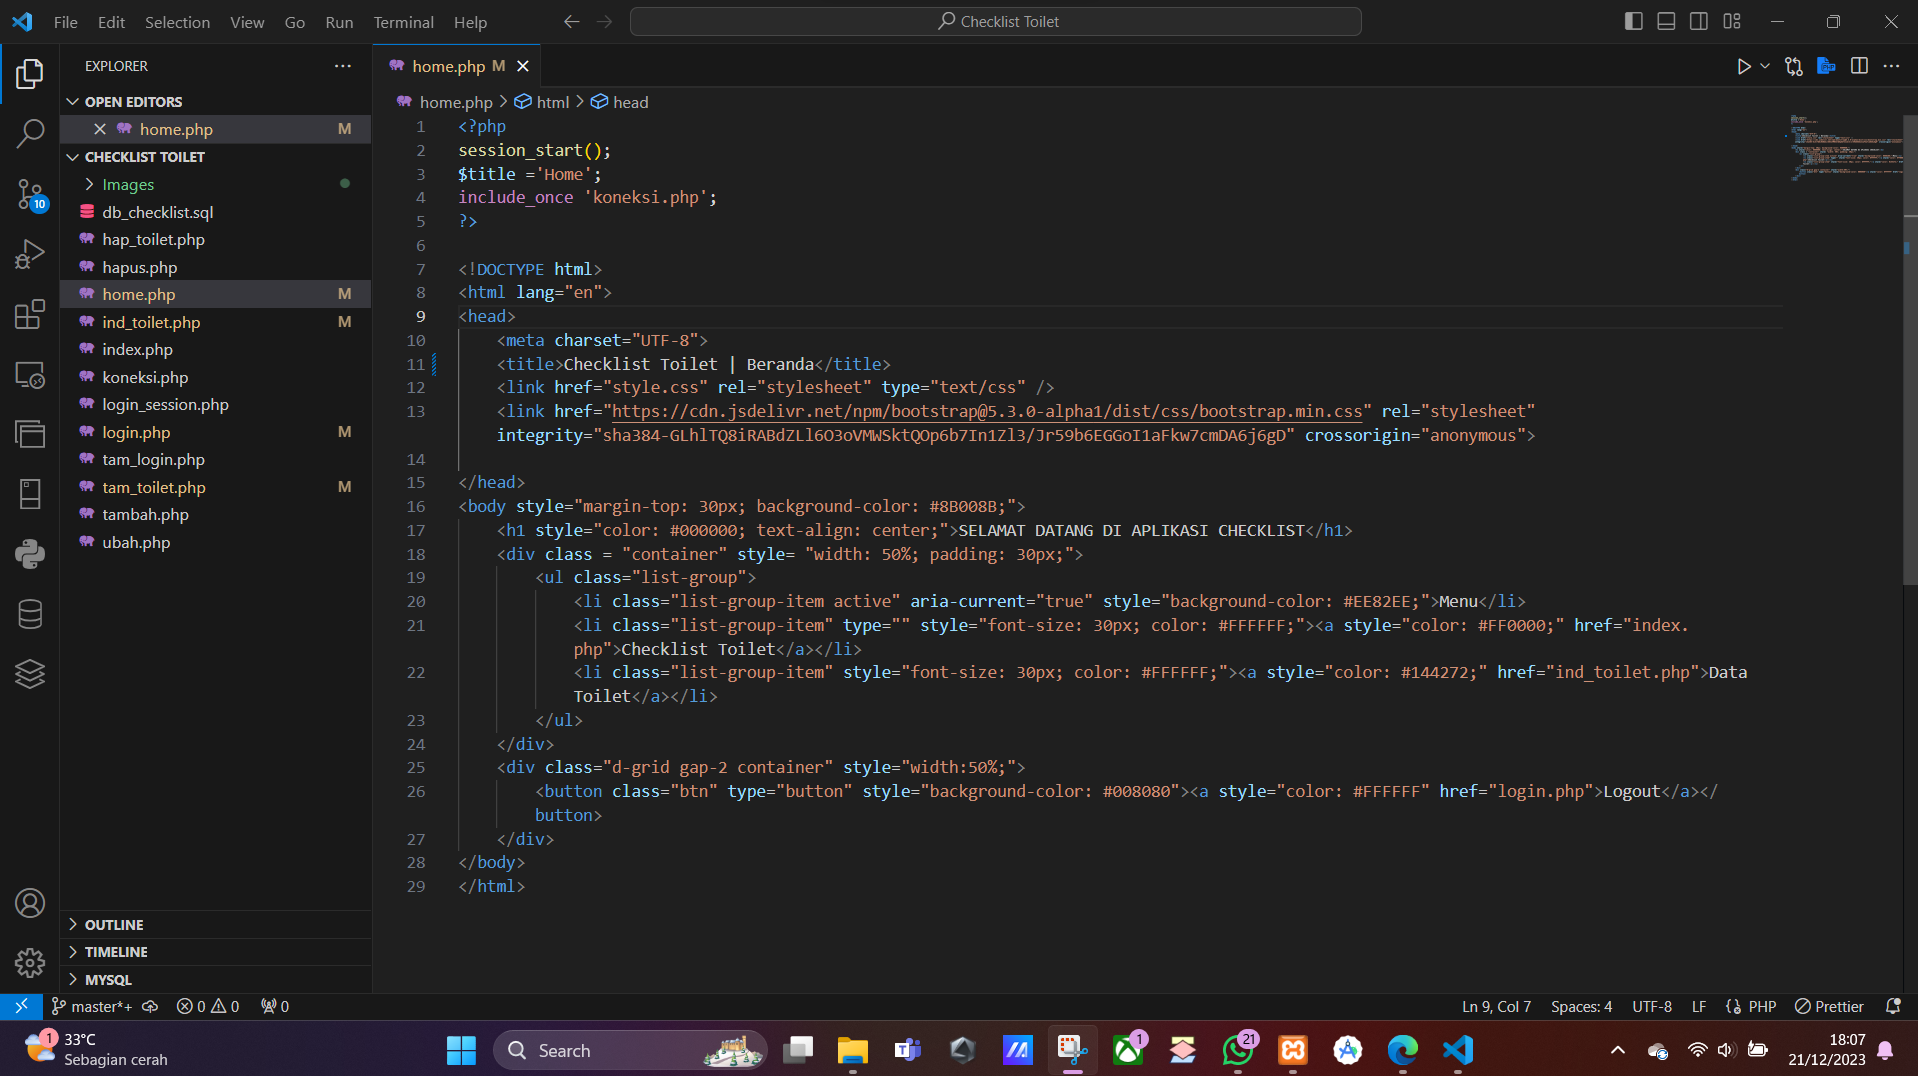 File Edit Selection View Go Run Terminal Help
Checklist Toilet
EXPLORER
OPEN EDITORS
home.php M
CHECKLIST TOILET
Images
db_checklist.sql
hap_toilet.php
hapus.php
home.php M
ind_toilet.php M
index.php
koneksi.php
login_session.php
login.php M
tam_login.php
tam_toilet.php M
tambah.php
ubah.php
OUTLINE
TIMELINE
MYSQL
10
home.php M
home.php > html > head
1 <?php
2 session_start();
3 $title ='Home';
4 include_once 'koneksi.php';
5 ?>
6
7 <!DOCTYPE html>
8 <html lang="en">
9 <head>
10 <meta charset="UTF-8">
11 <title>Checklist Toilet | Beranda</title>
12 <link href="style.css" rel="stylesheet" type="text/css" />
13 <link href="https://cdn.jsdelivr.net/npm/bootstrap@5.3.0-alpha1/dist/css/bootstrap.min.css" rel="stylesheet"
integrity="sha384-GLhlTQ8iRABdZLl6O3oVMWSktQOp6b7In1Zl3/Jr59b6EGGoI1aFkw7cmDA6j6gD" crossorigin="anonymous">
14
15 </head>
16 <body style="margin-top: 30px; background-color: #8B008B;">
17 <h1 style="color: #000000; text-align: center;">SELAMAT DATANG DI APLIKASI CHECKLIST</h1>
18 <div class = "container" style= "width: 50%; padding: 30px;">
19 <ul class="list-group">
20 <li class="list-group-item active" aria-current="true" style="background-color: #EE82EE;">Menu</li>
21 <li class="list-group-item" type="" style="font-size: 30px; color: #FFFFFF;"><a style="color: #FF0000;" href="index.
php">Checklist Toilet</a></li>
22 <li class="list-group-item" style="font-size: 30px; color: #FFFFFF;"><a style="color: #144272;" href="ind_toilet.php">Data
Toilet</a></li>
23 </ul>
24 </div>
25 <div class="d-grid gap-2 container" style="width:50%;">
26 <button class="btn" type="button" style="background-color: #008080"><a style="color: #FFFFFF" href="login.php">Logout</a></
button>
27 </div>
28 </body>
29 </html>
master*+ 0 0 0
Ln 9, Col 7 Spaces: 4 UTF-8 LF PHP Prettier
1
33°C
Sebagian cerah
Search
1
21
18:07
21/12/2023